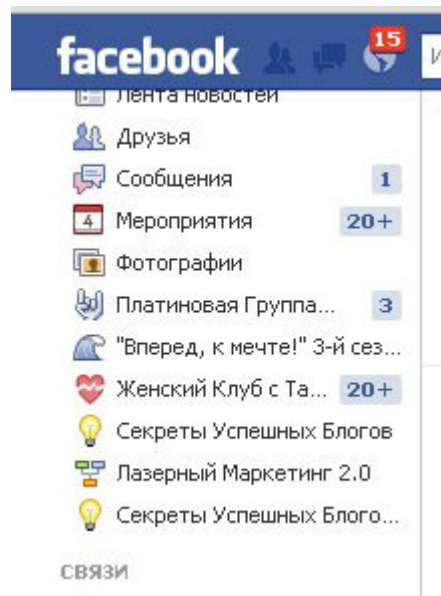 facebook
15
И
Лента новостей
Друзья
Сообщения 1
4 Мероприятия 20+
Фотографии
Платиновая Группа... 3
"Вперед, к мечте!" 3-й сез...
Женский Клуб с Та... 20+
Секреты Успешных Блогов
Лазерный Маркетинг 2.0
Секреты Успешных Блого...
СВЯЗИ